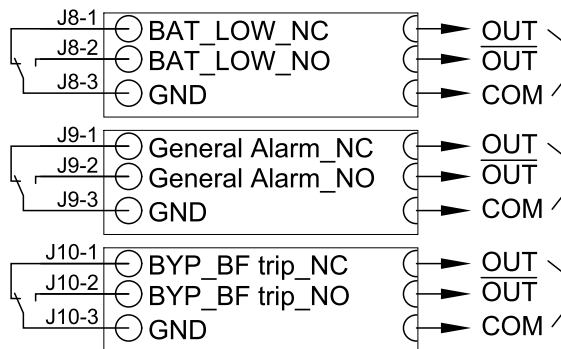 J8-1 BAT_LOW_NC OUT
J8-2 BAT_LOW_NO OUT
J8-3 GND COM
J9-1 General Alarm_NC OUT
J9-2 General Alarm_NO OUT
J9-3 GND COM
J10-1 BYP_BF trip_NC OUT
J10-2 BYP_BF trip_NO OUT
J10-3 GND COM